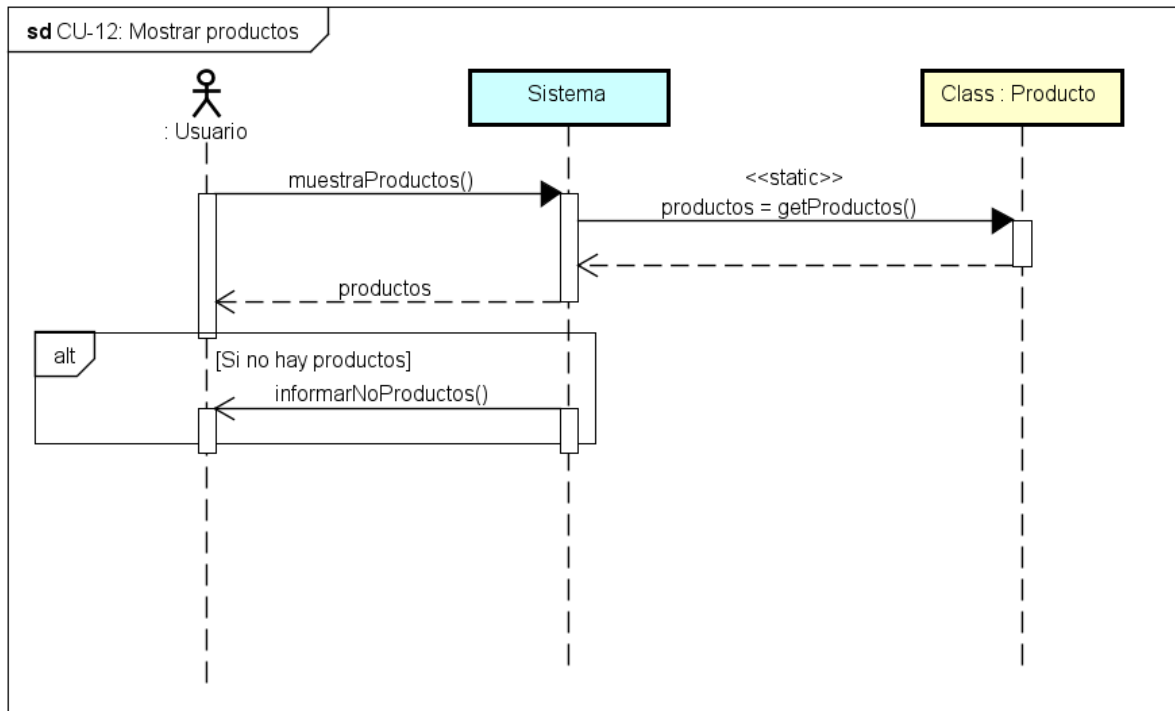 sd CU-12: Mostrar productos
: Usuario
Sistema
Class : Producto
muestraProductos()
<<static>>
productos = getProductos()
productos
alt
[Si no hay productos]
informarNoProductos()